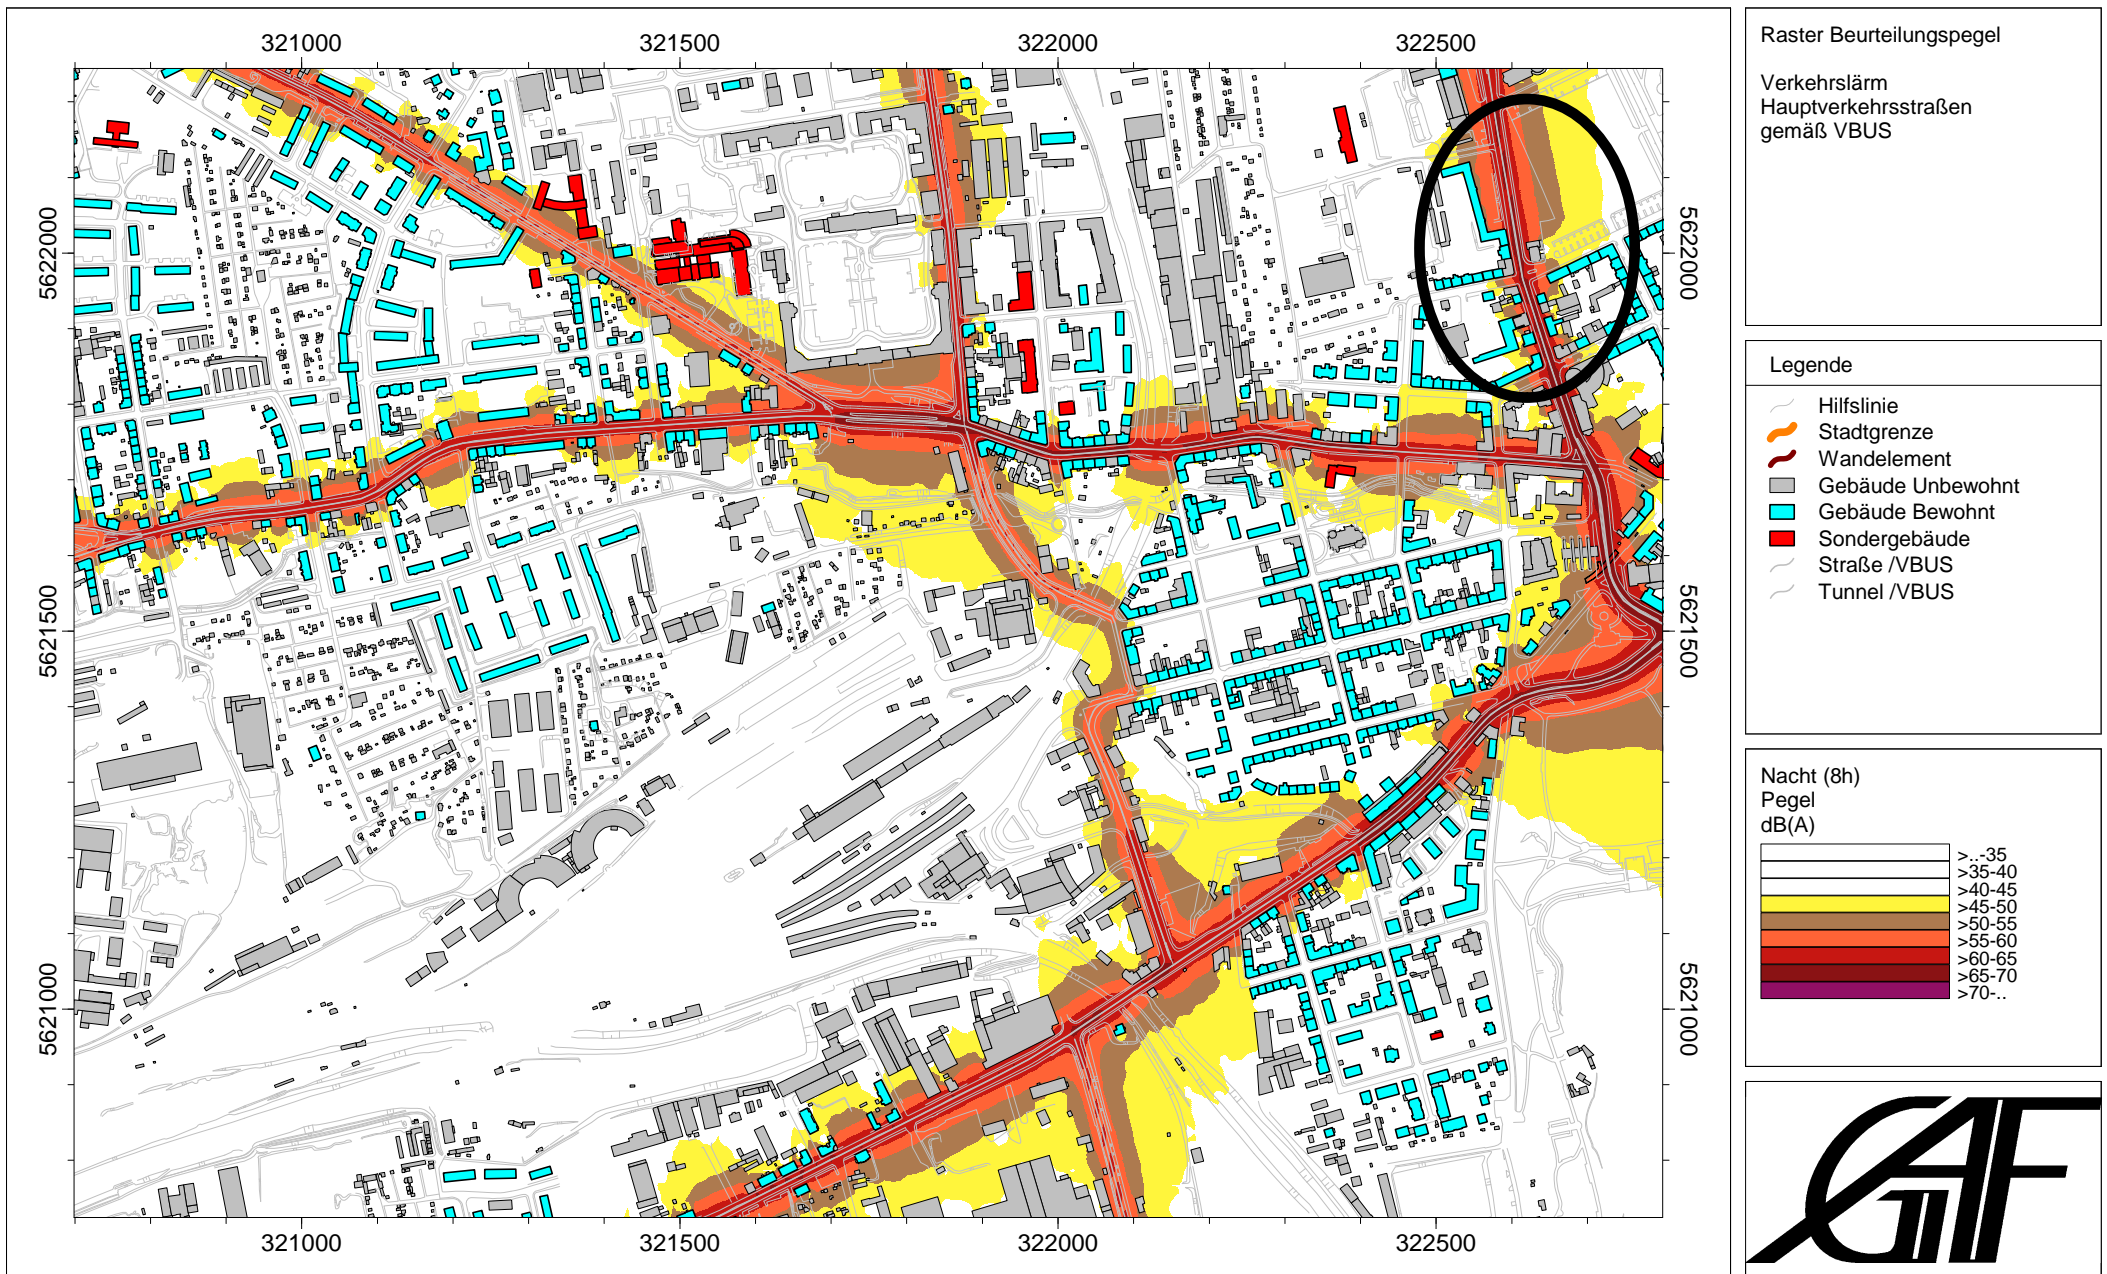 321000 321500 322000 322500
5622000
5621500
5621000
5622000
5621500
5621000
321000 321500 322000 322500
Raster Beurteilungspegel
Verkehrslärm
Hauptverkehrsstraßen
gemäß VBUS
Legende
Hilfslinie
Stadtgrenze
Wandelement
Gebäude Unbewohnt
Gebäude Bewohnt
Sondergebäude
Straße /VBUS
Tunnel /VBUS
Nacht (8h)
Pegel
dB(A)
>..-35
>35-40
>40-45
>45-50
>50-55
>55-60
>60-65
>65-70
>70-..
GAF